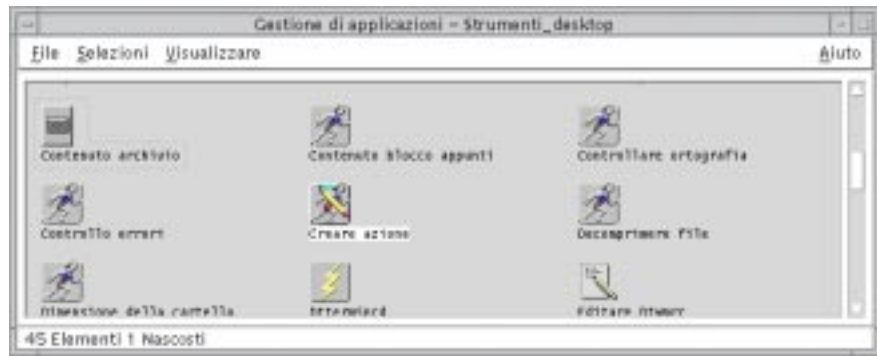 Gestione di applicazioni - Strumenti_desktop
File Selezioni Visualizzare Aiuto
Contenuto archivio Contenuto blocco appunti Controllare ortografia
Controllo errori Creare azione Decomprimere file
Dimensione della cartella Editare Dtwmrc
45 Elementi 1 Nascosti